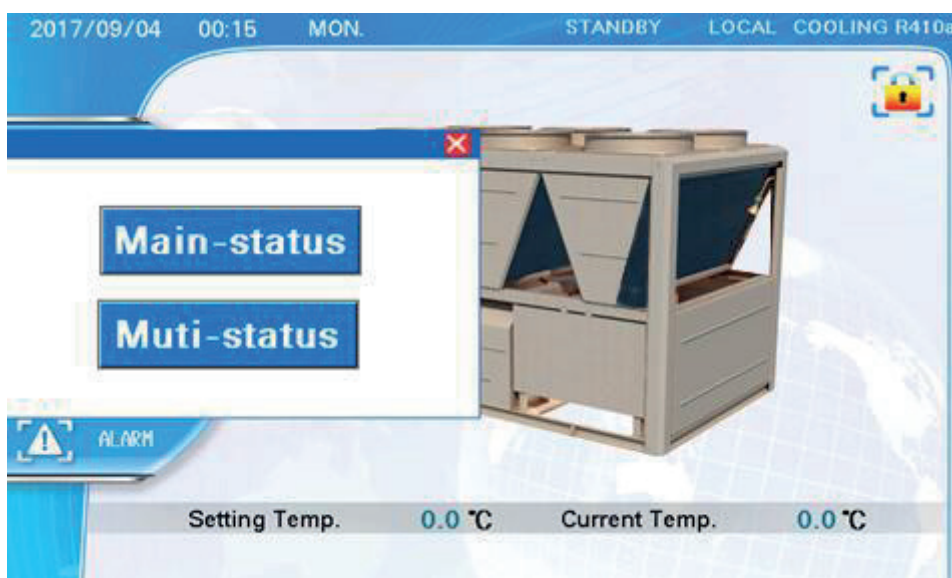 2017/09/04 00:15 MON. STANDBY LOCAL COOLING R410a
Main-status
Muti-status
ALARM
Setting Temp. 0.0 ℃ Current Temp. 0.0 ℃